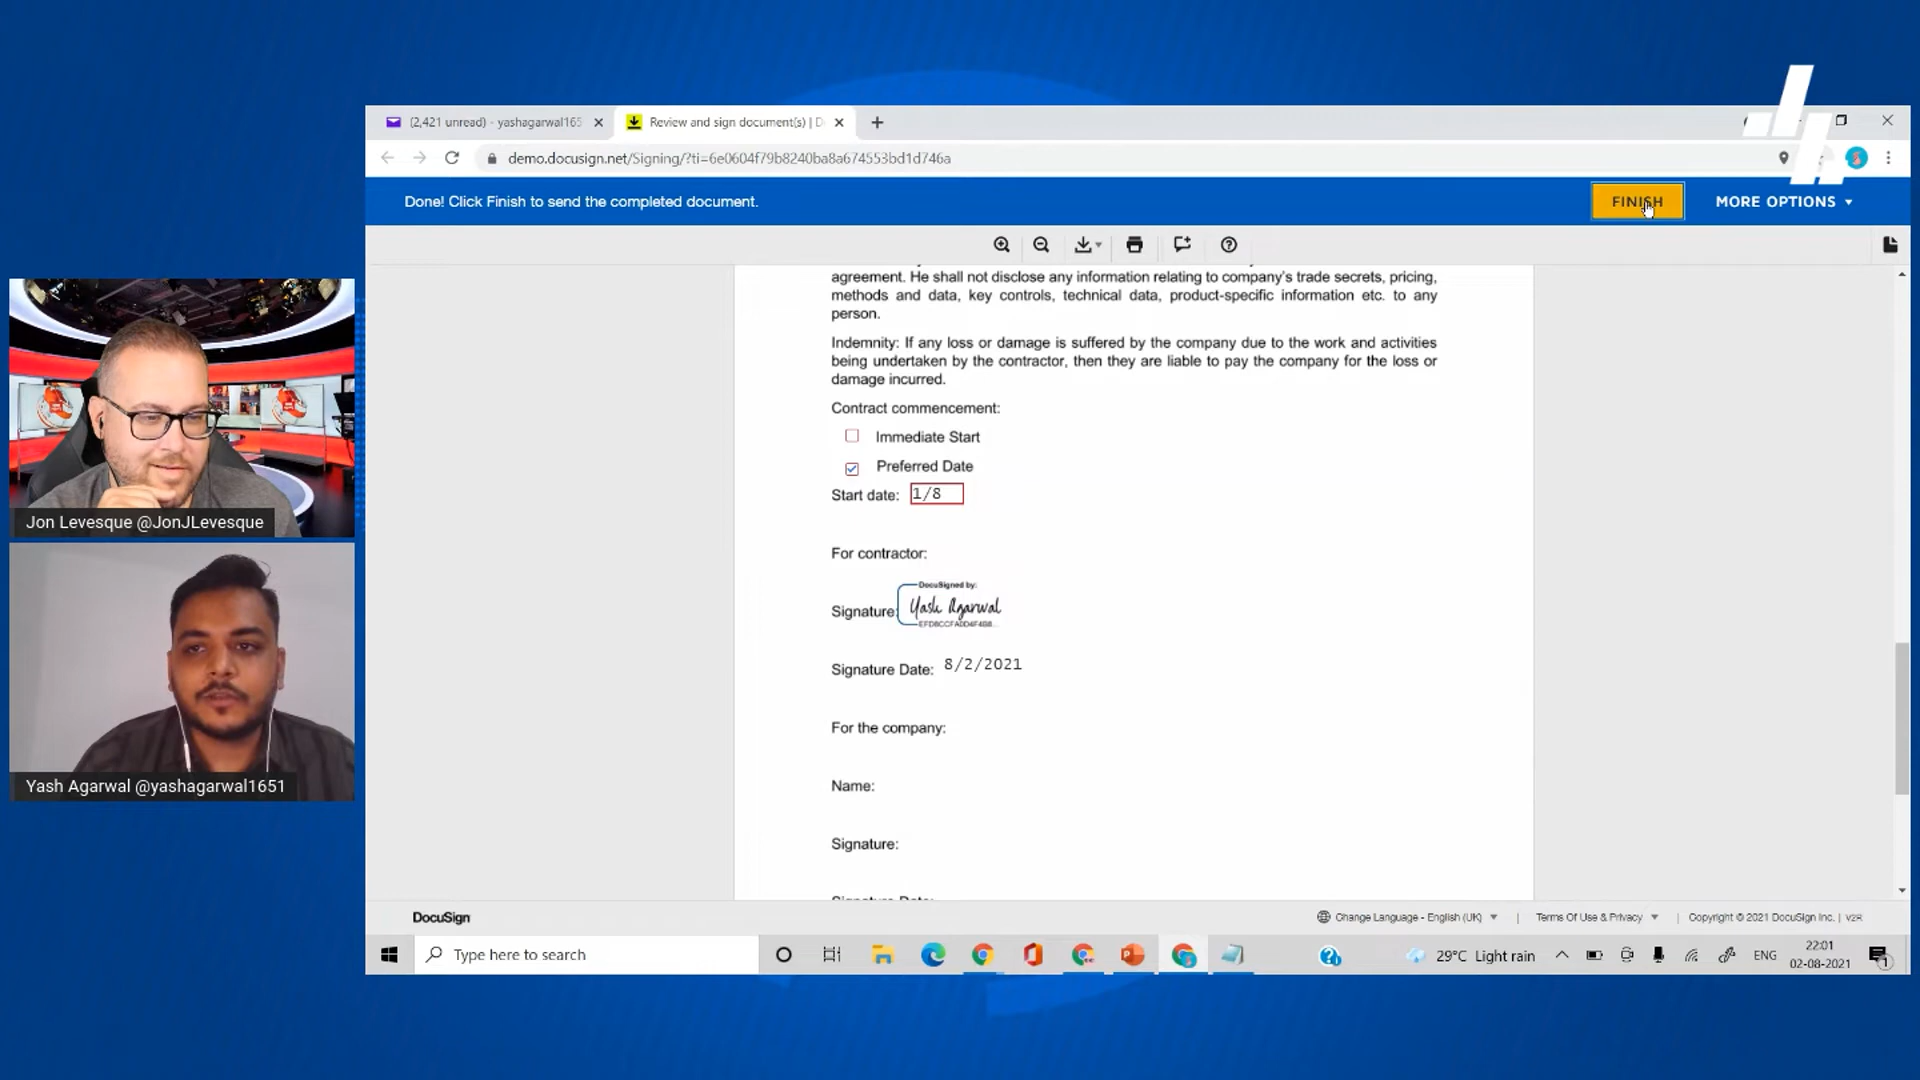 (2,421 unread) - yashagarwal165
Review and sign document(s) | D
demo.docusign.net/Signing/?ti=6e0604f79b8240ba8a674553bd1d746a
Done! Click Finish to send the completed document.
FINISH
MORE OPTIONS
agreement. He shall not disclose any information relating to company's trade secrets, pricing,
methods and data, key controls, technical data, product-specific information etc. to any
person.
Indemnity: If any loss or damage is suffered by the company due to the work and activities
being undertaken by the contractor, then they are liable to pay the company for the loss or
damage incurred.
Contract commencement:
Immediate Start
Preferred Date
Start date: 1/8
For contractor:
DocuSigned by:
Signature: Yash Agarwal
Signature Date: 8/2/2021
For the company:
Name:
Signature:
Jon Levesque @JonJLevesque
Yash Agarwal @yashagarwal1651
DocuSign
Change Language - English (UK) | Terms Of Use & Privacy | Copyright © 2021 DocuSign Inc. | V2R
Type here to search
29°C Light rain
ENG
22:01
02-08-2021
1